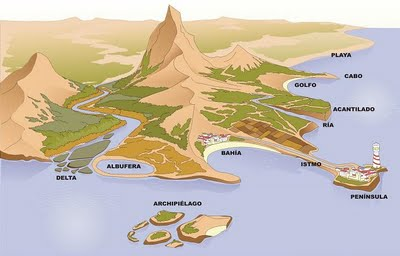 PLAYA
CABO
GOLFO
ACANTILADO
RÍA
BAHÍA
ISTMO
ALBUFERA
DELTA
PENÍNSULA
ARCHIPIÉLAGO